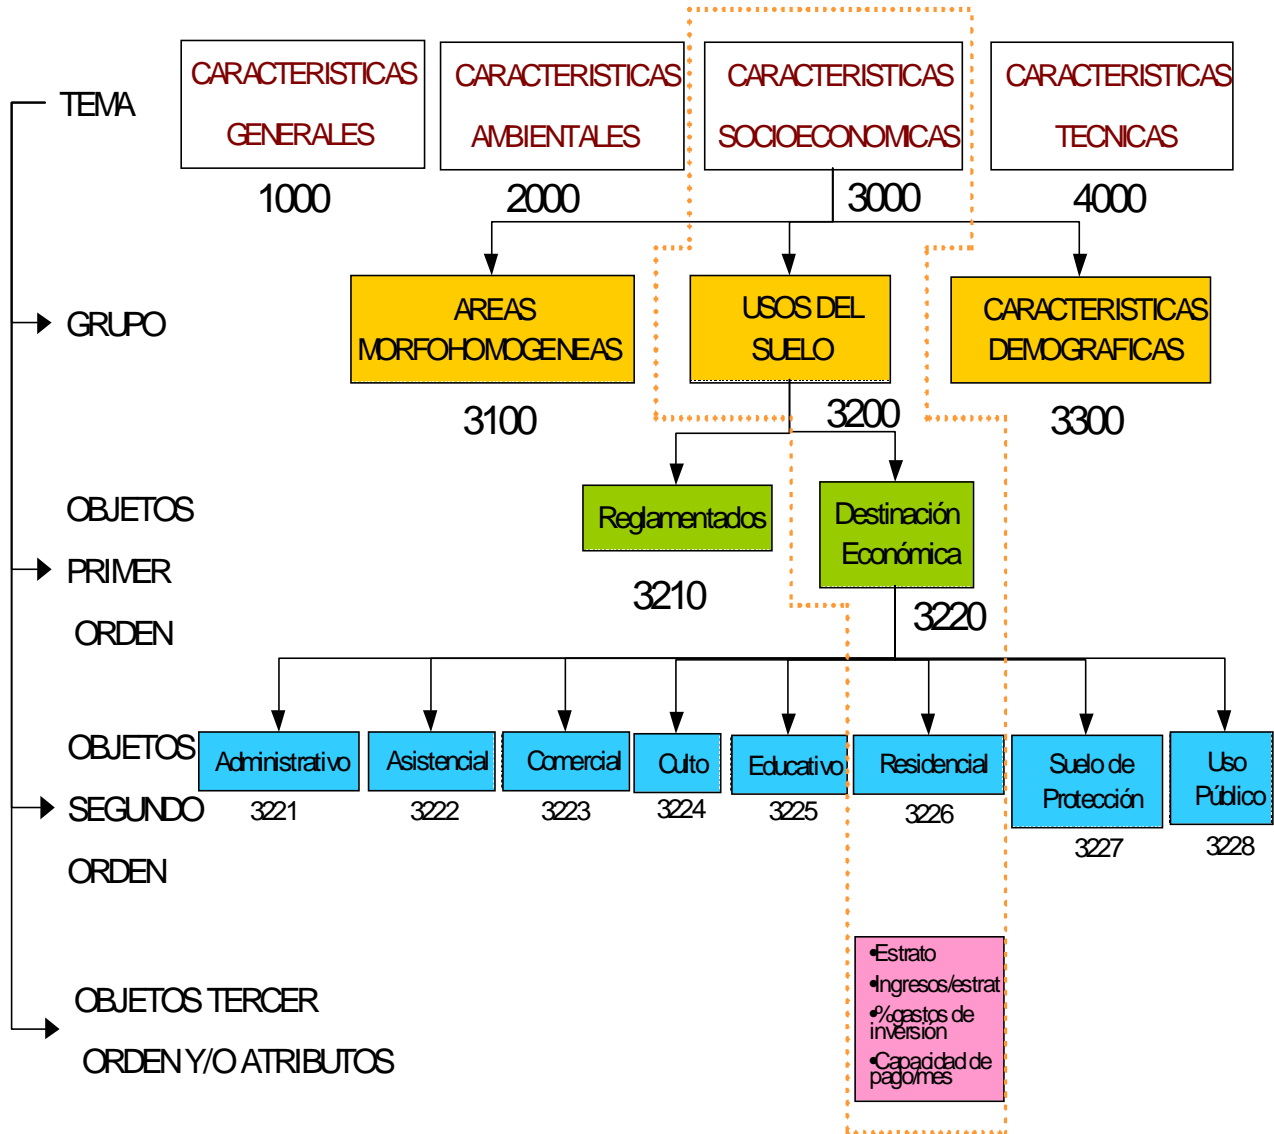 TEMA
CARACTERISTICAS
GENERALES
1000
CARACTERISTICAS
AMBIENTALES
2000
CARACTERISTICAS
SOCIOECONOMICAS
3000
CARACTERISTICAS
TECNICAS
4000
GRUPO
AREAS
MORFOHOMOGENEAS
3100
USOS DEL
SUELO
3200
CARACTERISTICAS
DEMOGRAFICAS
3300
OBJETOS
PRIMER
ORDEN
Reglamentados
3210
Destinación
Económica
3220
OBJETOS
SEGUNDO
ORDEN
Administrativo
3221
Asistencial
3222
Comercial
3223
Culto
3224
Educativo
3225
Residencial
3226
Suelo de
Protección
3227
Uso
Público
3228
OBJETOS TERCER
ORDEN Y/O ATRIBUTOS
•Estrato
•Ingresos/estrat
•%gastos de
inversión
•Capacidad de
pago/mes